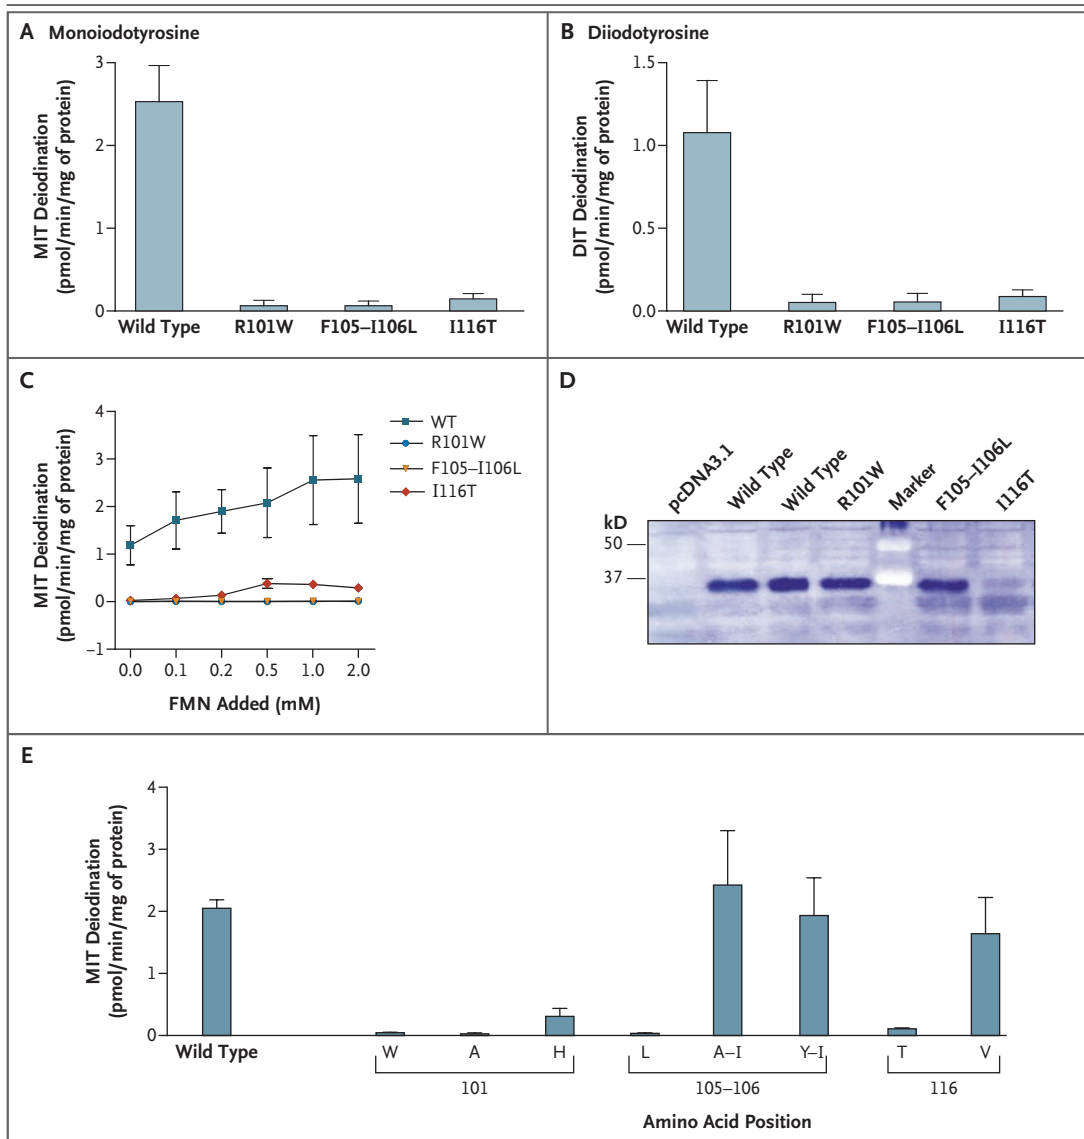 A Monoiodotyrosine
MIT Deiodination
(pmol/min/mg of protein)
3
2
1
0
Wild Type R101W F105–I106L I116T
B Diiodotyrosine
DIT Deiodination
(pmol/min/mg of protein)
1.5
1.0
0.5
0.0
Wild Type R101W F105–I106L I116T
C
MIT Deiodination
(pmol/min/mg of protein)
4
3
2
1
0
–1
0.0 0.1 0.2 0.5 1.0 2.0
FMN Added (mM)
WT
R101W
F105–I106L
I116T
D
pcDNA3.1 Wild Type Wild Type R101W Marker F105–I106L I116T
kD
50
37
E
MIT Deiodination
(pmol/min/mg of protein)
4
3
2
1
0
Wild Type W A H L A–I Y–I T V
101 105–106 116
Amino Acid Position